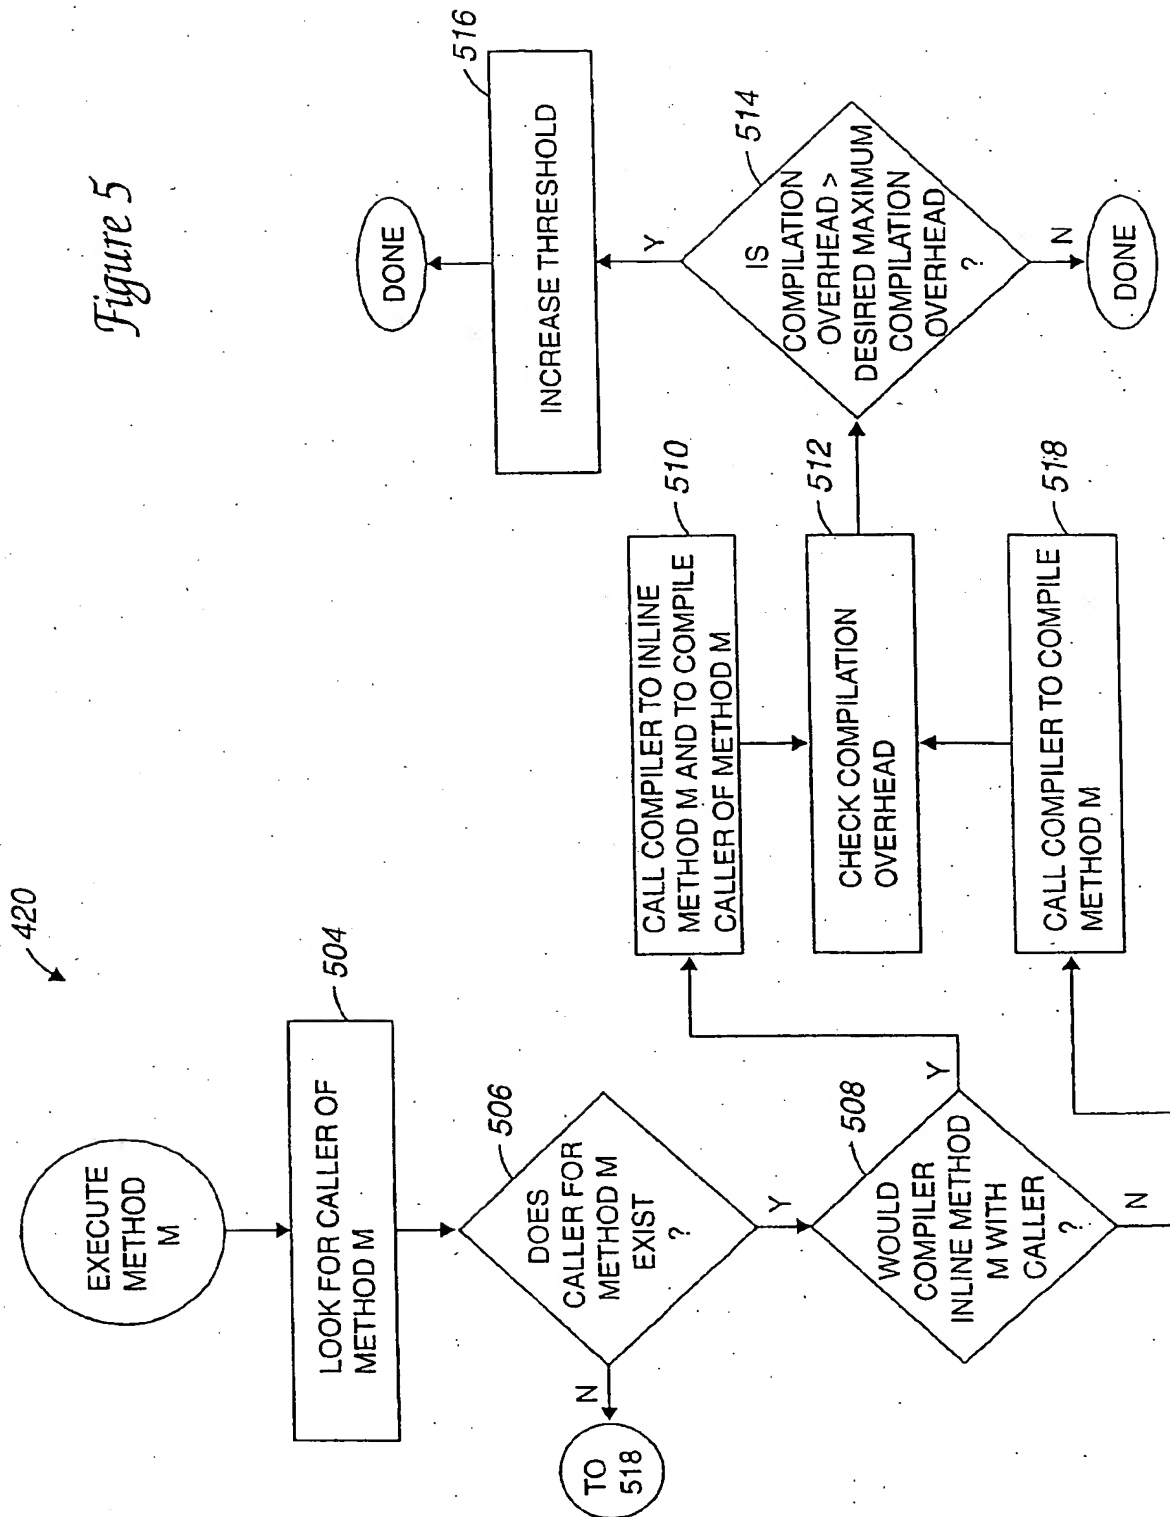 Figure 5
420
EXECUTE
METHOD
M
504
LOOK FOR CALLER OF
METHOD M
506
DOES
CALLER FOR
METHOD M
EXIST
?
N
TO
518
Y
508
WOULD
COMPILER
INLINE METHOD
M WITH
CALLER
?
Y
N
510
CALL COMPILER TO INLINE
METHOD M AND TO COMPILE
CALLER OF METHOD M
512
CHECK COMPILATION
OVERHEAD
518
CALL COMPILER TO COMPILE
METHOD M
514
IS
COMPILATION
OVERHEAD >
DESIRED MAXIMUM
COMPILATION
OVERHEAD
?
Y
N
516
INCREASE THRESHOLD
DONE
DONE